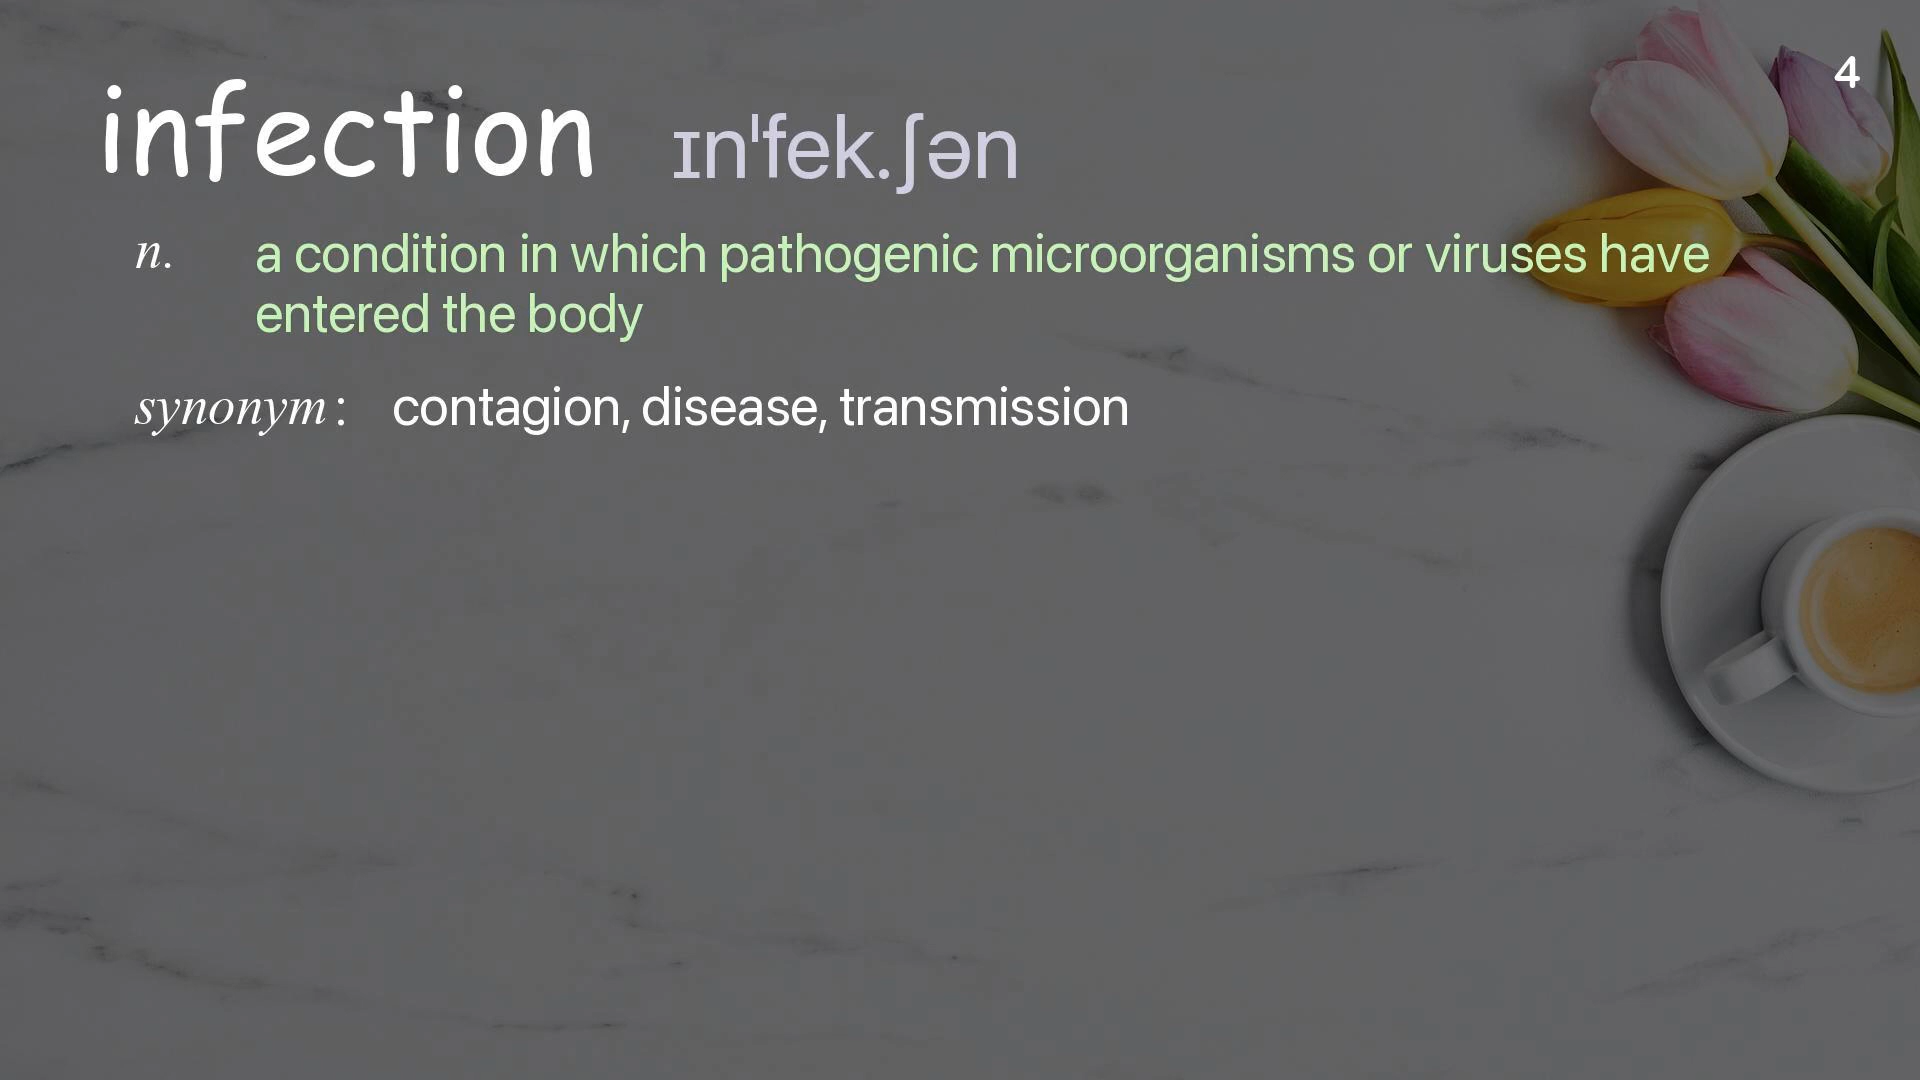 4
infection ɪnˈfek.ʃən
n. a condition in which pathogenic microorganisms or viruses have
entered the body
synonym: contagion, disease, transmission